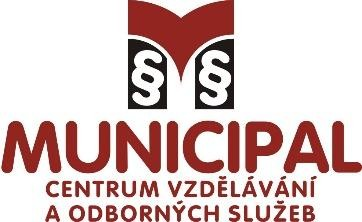 § §
§ §
MUNICIPAL
CENTRUM VZDĚLÁVÁNÍ
A ODBORNÝCH SLUŽEB